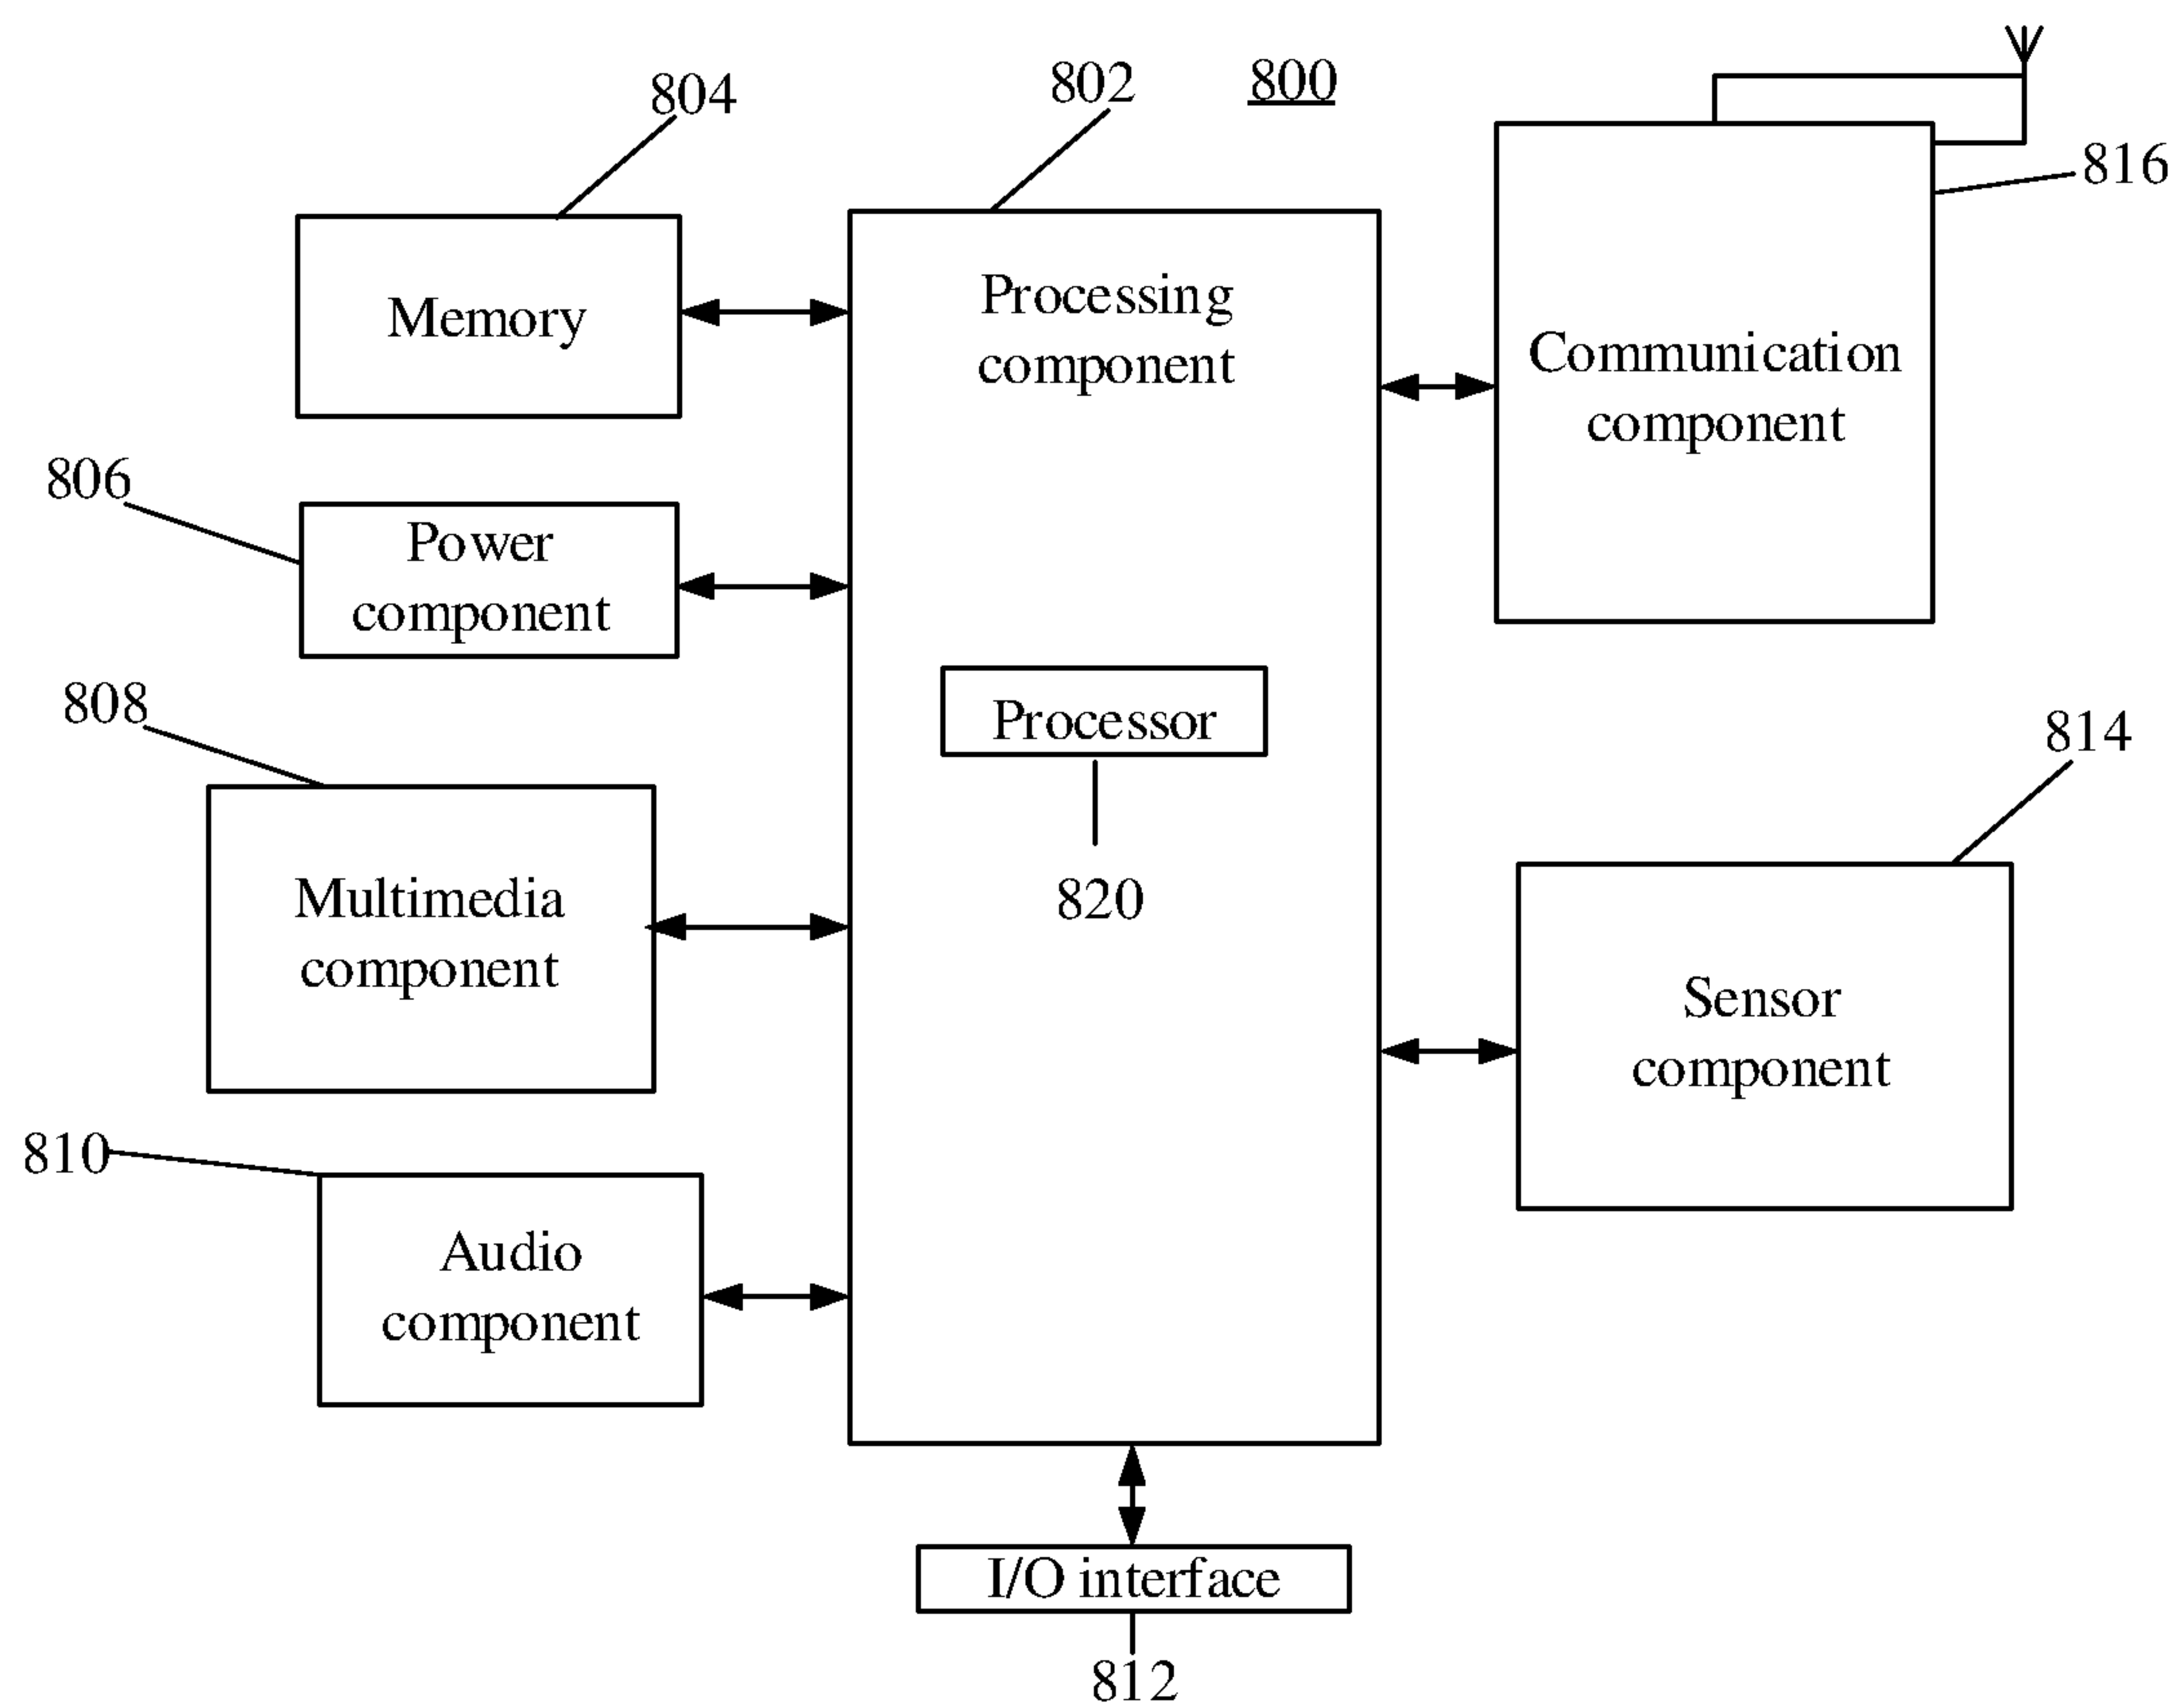 804
802
800
816
Memory
Processing
component
Communication
component
806
Power
component
808
Processor
814
820
Multimedia
component
Sensor
component
810
Audio
component
I/O interface
812